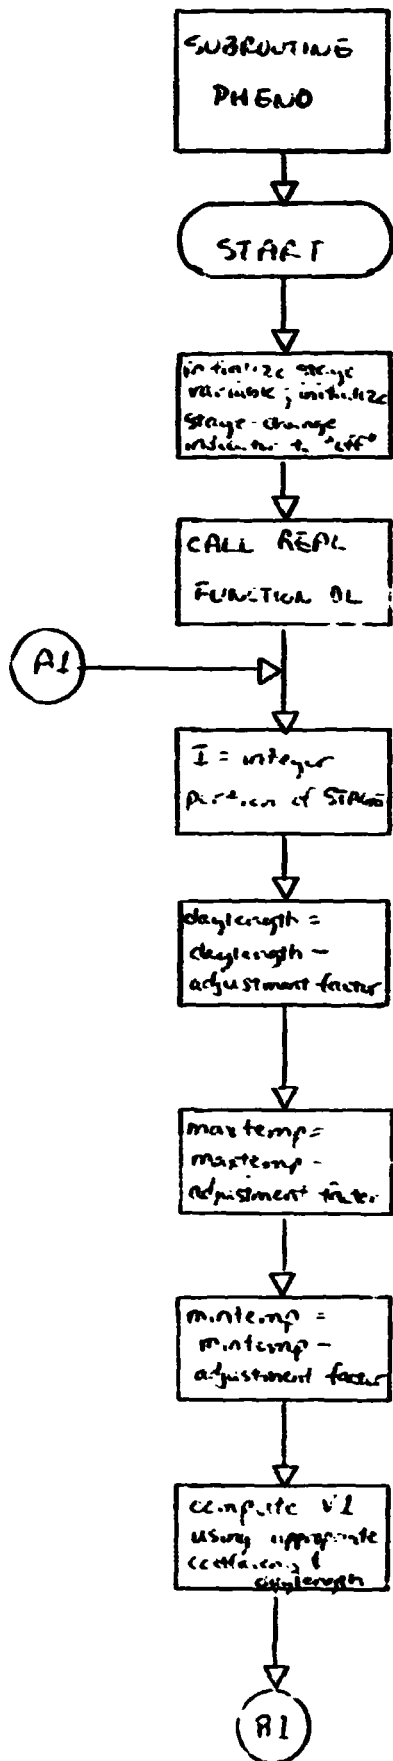 SUBROUTINE
PHENO
START
initialize stage
variable; initialize
stage-change
indicator to "off"
CALL REAL
FUNCTION DL
A1
I = integer
portion of STAGE
daylength =
daylength -
adjustment factor
maxtemp =
maxtemp -
adjustment factor
mintemp =
mintemp -
adjustment factor
compute V1
using appropriate
coefficients &
daylength
B1